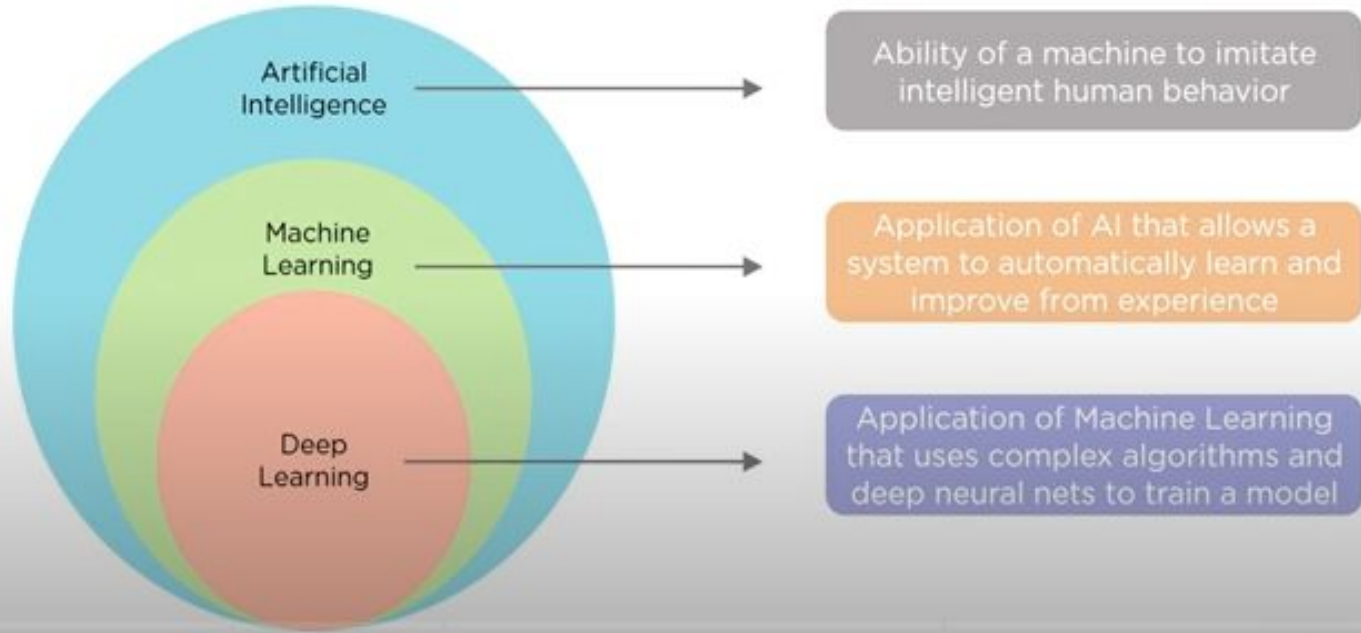 Artificial
Intelligence
Ability of a machine to imitate
intelligent human behavior
Machine
Learning
Application of AI that allows a
system to automatically learn and
improve from experience
Deep
Learning
Application of Machine Learning
that uses complex algorithms and
deep neural nets to train a model